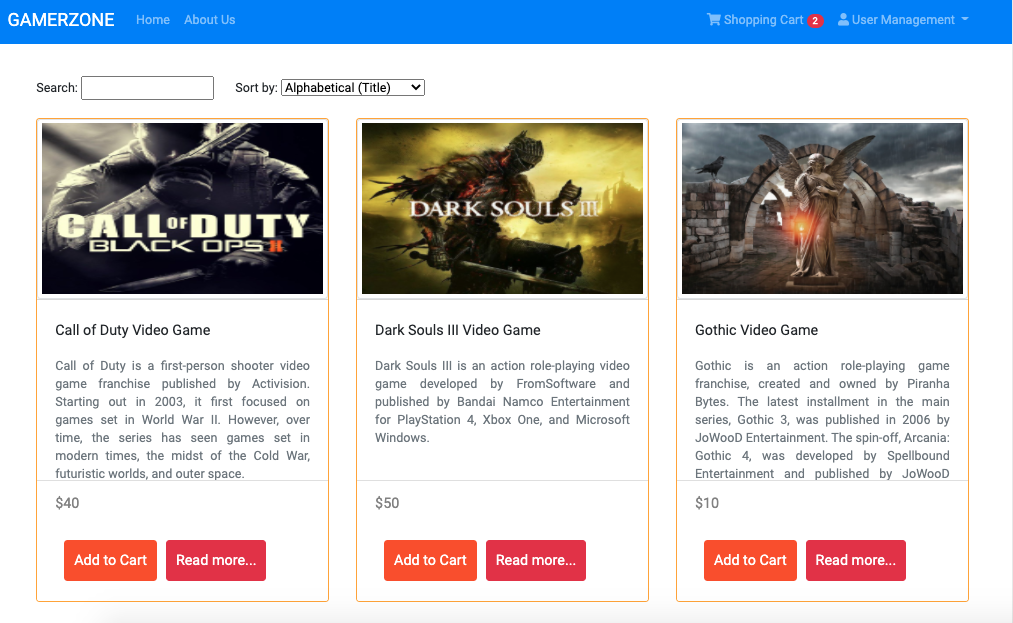 GAMERZONE Home About Us Shopping Cart 2 User Management
Search: Sort by: Alphabetical (Title)
CALL OF DUTY
BLACK OPS II
DARK SOULS III
Call of Duty Video Game
Call of Duty is a first-person shooter video
game franchise published by Activision.
Starting out in 2003, it first focused on
games set in World War II. However, over
time, the series has seen games set in
modern times, the midst of the Cold War,
futuristic worlds, and outer space.
$40
Add to Cart Read more...
Dark Souls III Video Game
Dark Souls III is an action role-playing video
game developed by FromSoftware and
published by Bandai Namco Entertainment
for PlayStation 4, Xbox One, and Microsoft
Windows.
$50
Add to Cart Read more...
Gothic Video Game
Gothic is an action role-playing game
franchise, created and owned by Piranha
Bytes. The latest installment in the main
series, Gothic 3, was published in 2006 by
JoWooD Entertainment. The spin-off, Arcania:
Gothic 4, was developed by Spellbound
Entertainment and published by JoWooD
$10
Add to Cart Read more...